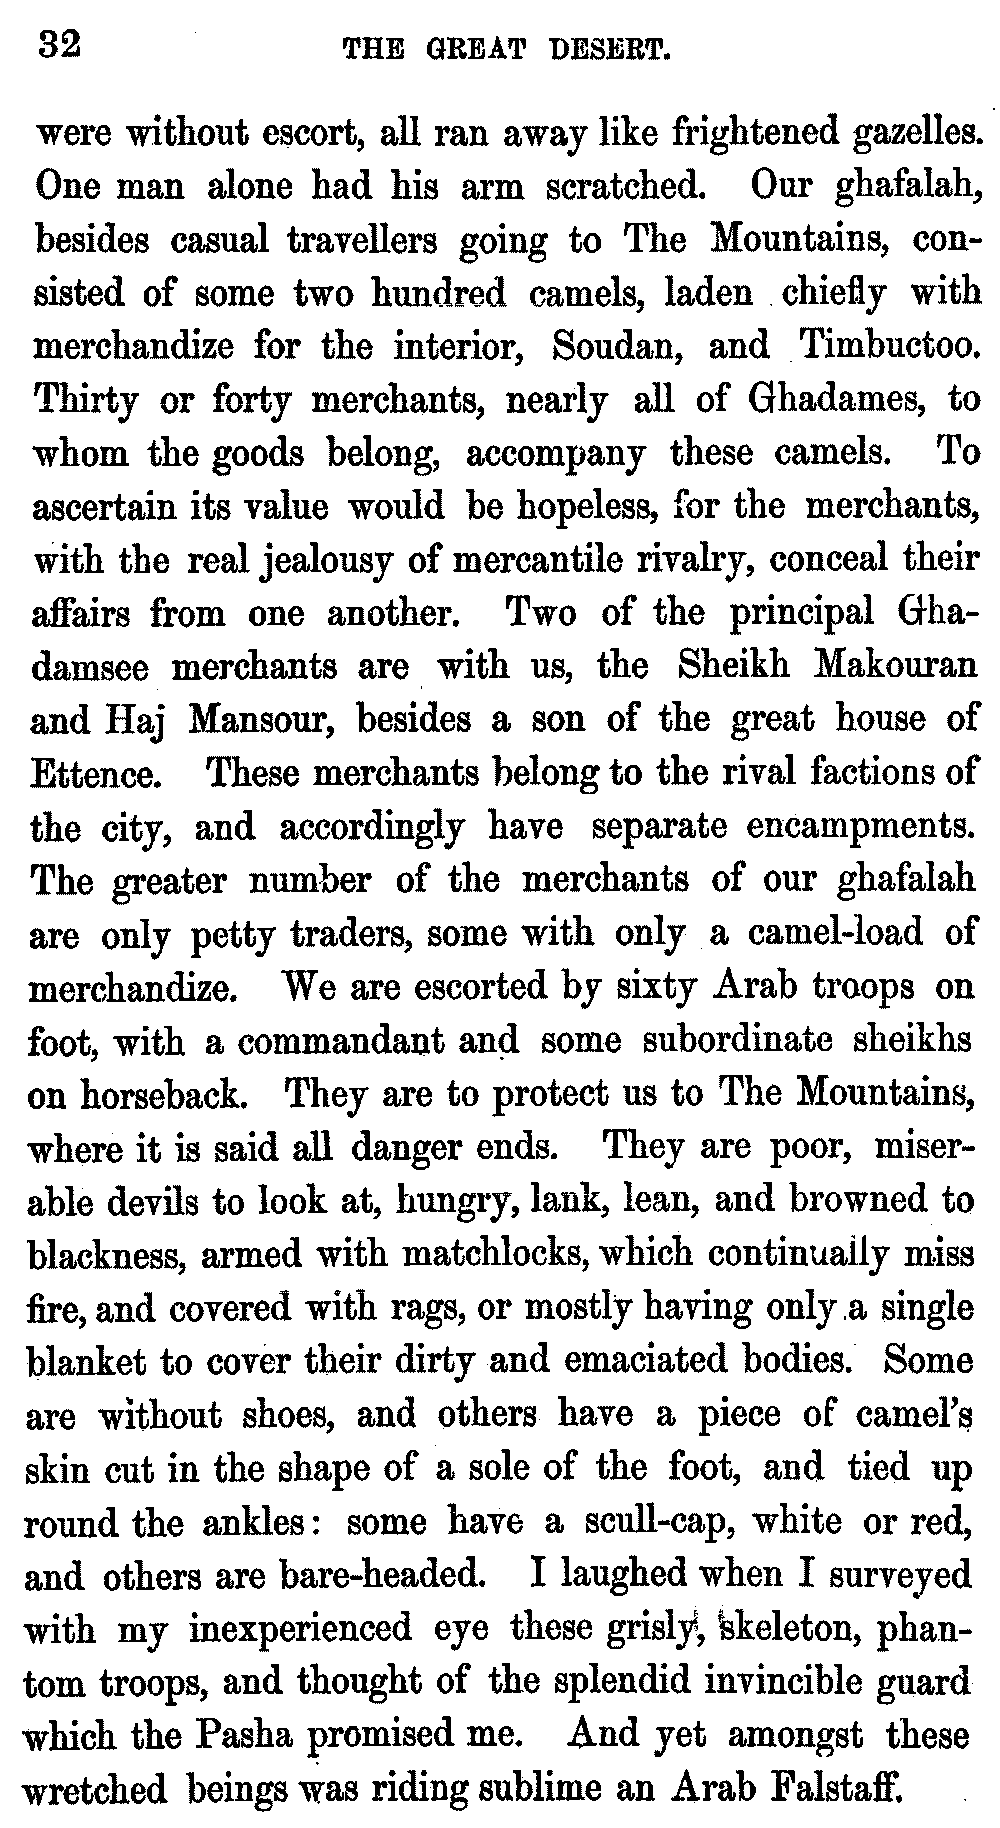 32 THE GREAT DESERT.
were without escort, all ran away like frightened gazelles.
One man alone had his arm scratched. Our ghafalah,
besides casual travellers going to The Mountains, con-
sisted of some two hundred camels, laden chiefly with
merchandize for the interior, Soudan, and Timbuctoo.
Thirty or forty merchants, nearly all of Ghadames, to
whom the goods belong, accompany these camels. To
ascertain its value would be hopeless, for the merchants,
with the real jealousy of mercantile rivalry, conceal their
affairs from one another. Two of the principal Gha-
damsee merchants are with us, the Sheikh Makouran
and Haj Mansour, besides a son of the great house of
Ettence. These merchants belong to the rival factions of
the city, and accordingly have separate encampments.
The greater number of the merchants of our ghafalah
are only petty traders, some with only a camel-load of
merchandize. We are escorted by sixty Arab troops on
foot, with a commandant and some subordinate sheikhs
on horseback. They are to protect us to The Mountains,
where it is said all danger ends. They are poor, miser-
able devils to look at, hungry, lank, lean, and browned to
blackness, armed with matchlocks, which continually miss
fire, and covered with rags, or mostly having only a single
blanket to cover their dirty and emaciated bodies. Some
are without shoes, and others have a piece of camel's
skin cut in the shape of a sole of the foot, and tied up
round the ankles: some have a scull-cap, white or red,
and others are bare-headed. I laughed when I surveyed
with my inexperienced eye these grisly, skeleton, phan-
tom troops, and thought of the splendid invincible guard
which the Pasha promised me. And yet amongst these
wretched beings was riding sublime an Arab Falstaff.